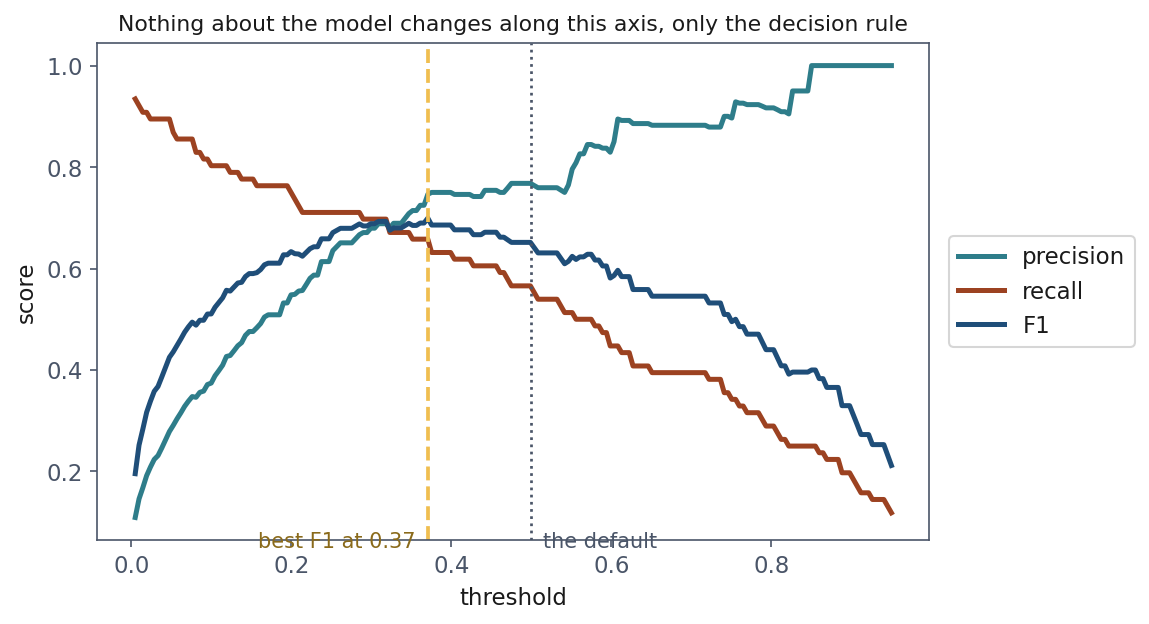 Nothing about the model changes along this axis, only the decision rule
1.0
0.8
0.6
0.4
0.2
score
best F1 at 0.37
the default
0.0
0.2
0.4
0.6
0.8
threshold
precision
recall
F1